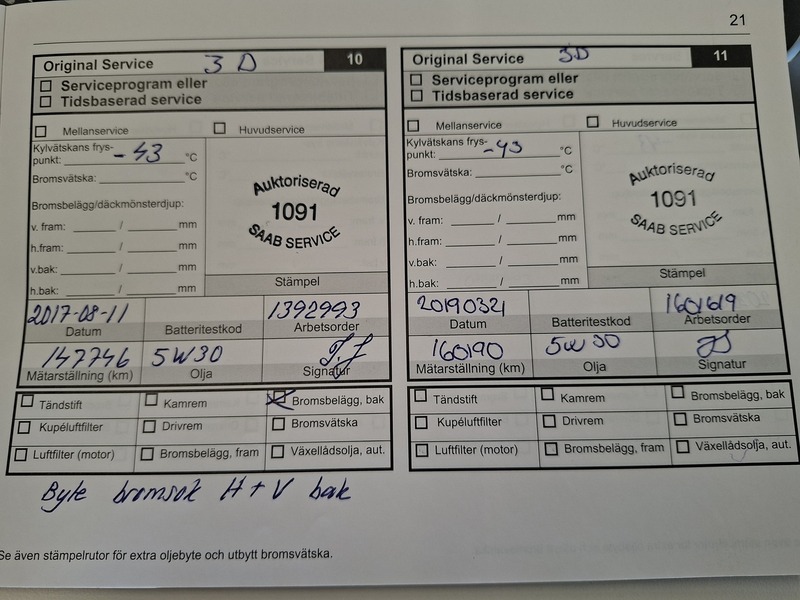 21
Original Service 3 D 10
Serviceprogram eller
Tidsbaserad service
Mellanservice Huvudservice
Kylvätskans frys-
punkt: -43 °C
Bromsvätska: °C
Bromsbelägg/däckmönsterdjup:
v. fram: / mm
h.fram: / mm
v.bak: / mm
h.bak: / mm
Auktoriserad
1091
SAAB SERVICE
Stämpel
2017-08-11 1392993
Datum Batteritestkod Arbetsorder
147746 5W30
Mätarställning (km) Olja Signatur
Tändstift Kamrem Bromsbelägg, bak
Kupéluftfilter Drivrem Bromsvätska
Luftfilter (motor) Bromsbelägg, fram Växellådsolja, aut.
Byte bromsok H + V bak
Original Service 3D 11
Serviceprogram eller
Tidsbaserad service
Mellanservice Huvudservice
Kylvätskans frys-
punkt: -43 °C
Bromsvätska: °C
Bromsbelägg/däckmönsterdjup:
v. fram: / mm
h.fram: / mm
v.bak: / mm
h.bak: / mm
Auktoriserad
1091
SAAB SERVICE
Stämpel
20190321 1601619
Datum Batteritestkod Arbetsorder
160190 5W30
Mätarställning (km) Olja Signatur
Tändstift Kamrem Bromsbelägg, bak
Kupéluftfilter Drivrem Bromsvätska
Luftfilter (motor) Bromsbelägg, fram Växellådsolja, aut.
Se även stämpelrutor för extra oljebyte och utbytt bromsvätska.